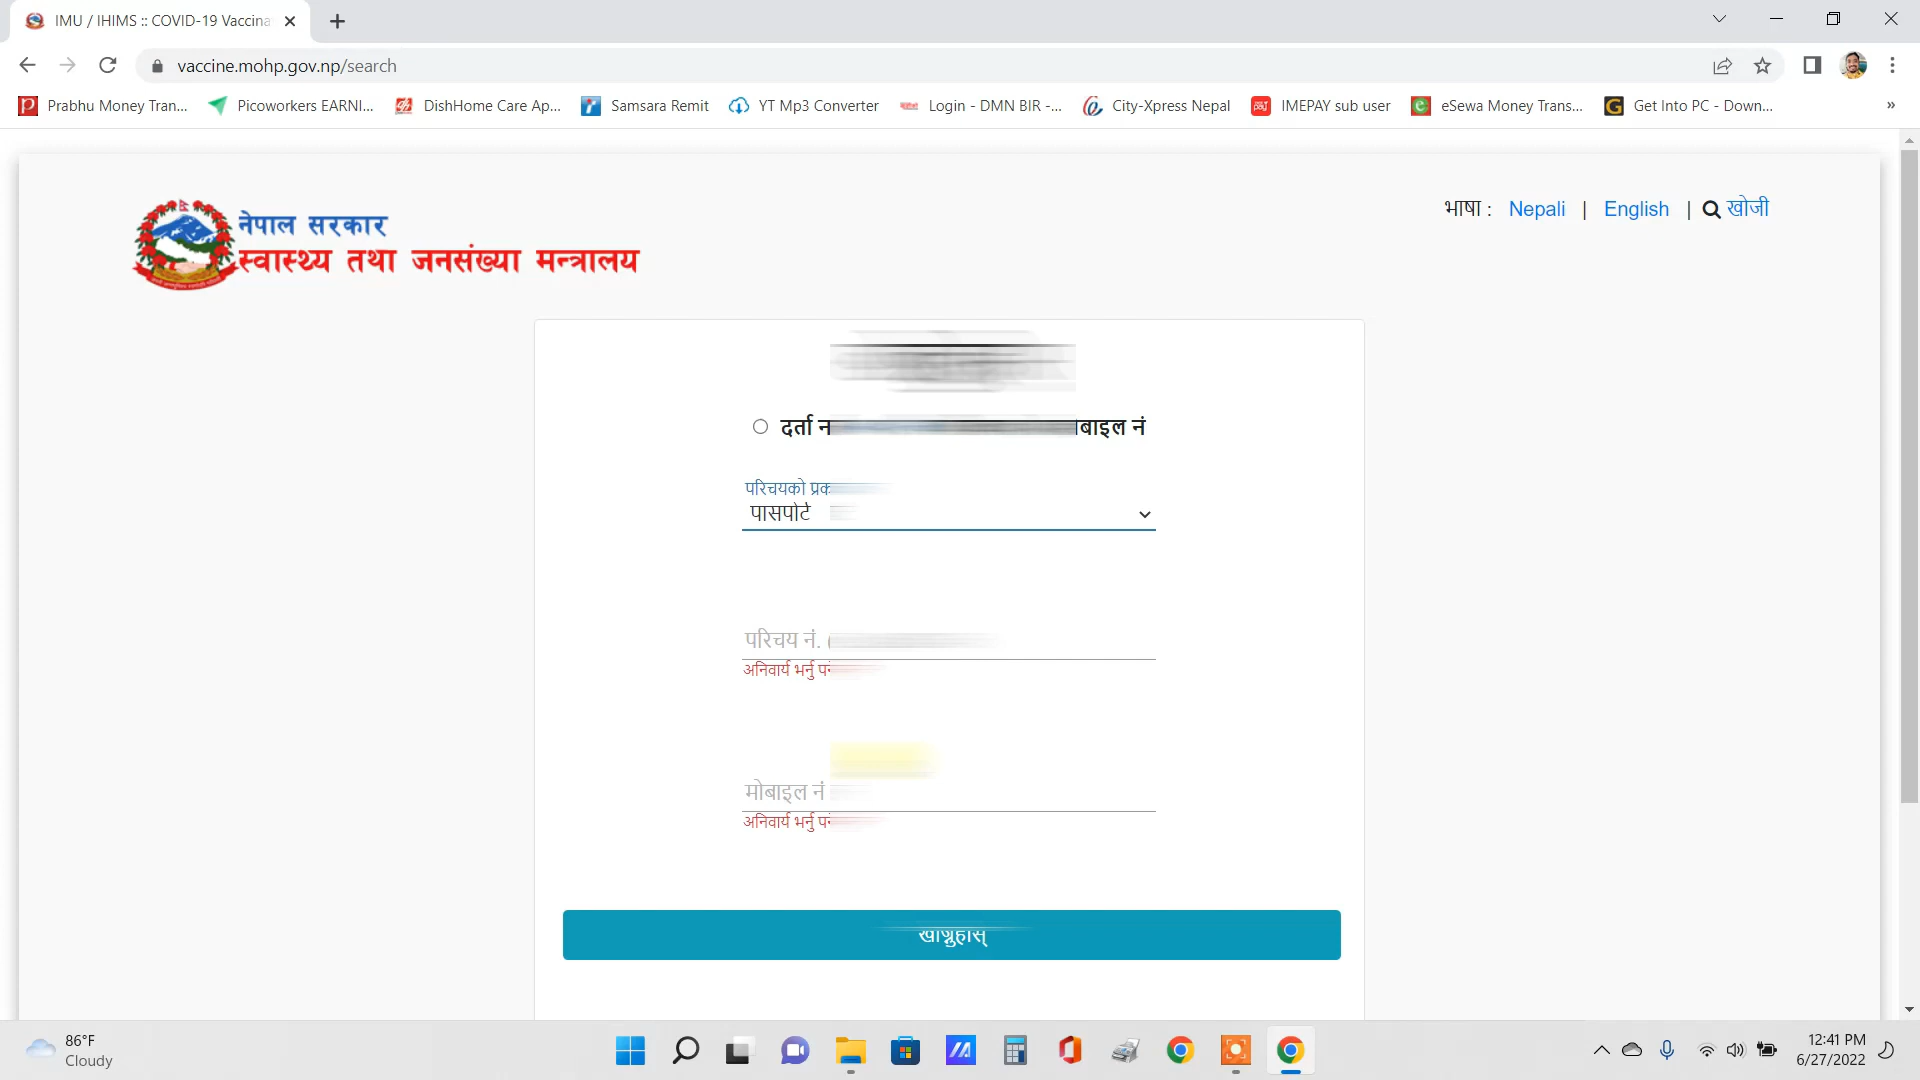 IMU / IHIMS :: COVID-19 Vaccina
vaccine.mohp.gov.np/search
Prabhu Money Tran...
Picoworkers EARNI...
DishHome Care Ap...
Samsara Remit
YT Mp3 Converter
Login - DMN BIR -...
City-Xpress Nepal
IMEPAY sub user
eSewa Money Trans...
Get Into PC - Down...
»
नेपाल सरकार
स्वास्थ्य तथा जनसंख्या मन्त्रालय
भाषा : Nepali | English | खोजी
दर्ता
परिचयको
पासपोर्ट
परिचय नं.
अनिवार्य भर्नु
मोबाइल नं
अनिवार्य भर्नु
86°F
Cloudy
12:41 PM
6/27/2022